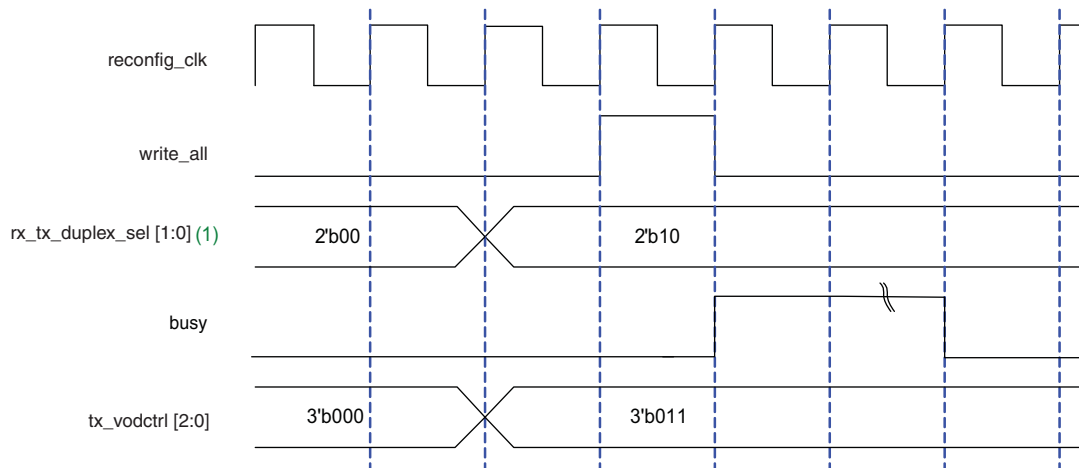 reconfig_clk
write_all
rx_tx_duplex_sel [1:0] (1) 2'b00 2'b10
busy
tx_vodctrl [2:0] 3'b000 3'b011